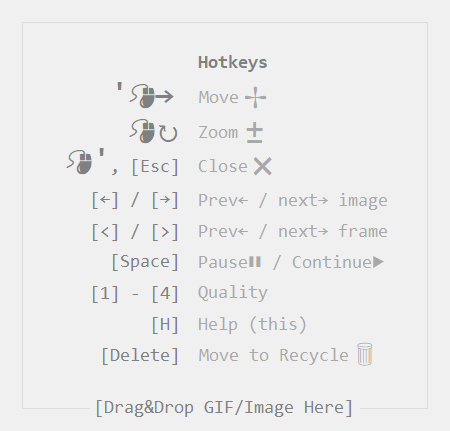 Hotkeys
'🖱→ Move ✢
🖱↻ Zoom ±
🖱', [Esc] Close ✕
[←] / [→] Prev← / next→ image
[<] / [>] Prev← / next→ frame
[Space] Pause⏸ / Continue▶
[1] - [4] Quality
[H] Help (this)
[Delete] Move to Recycle 🗑
[Drag&Drop GIF/Image Here]